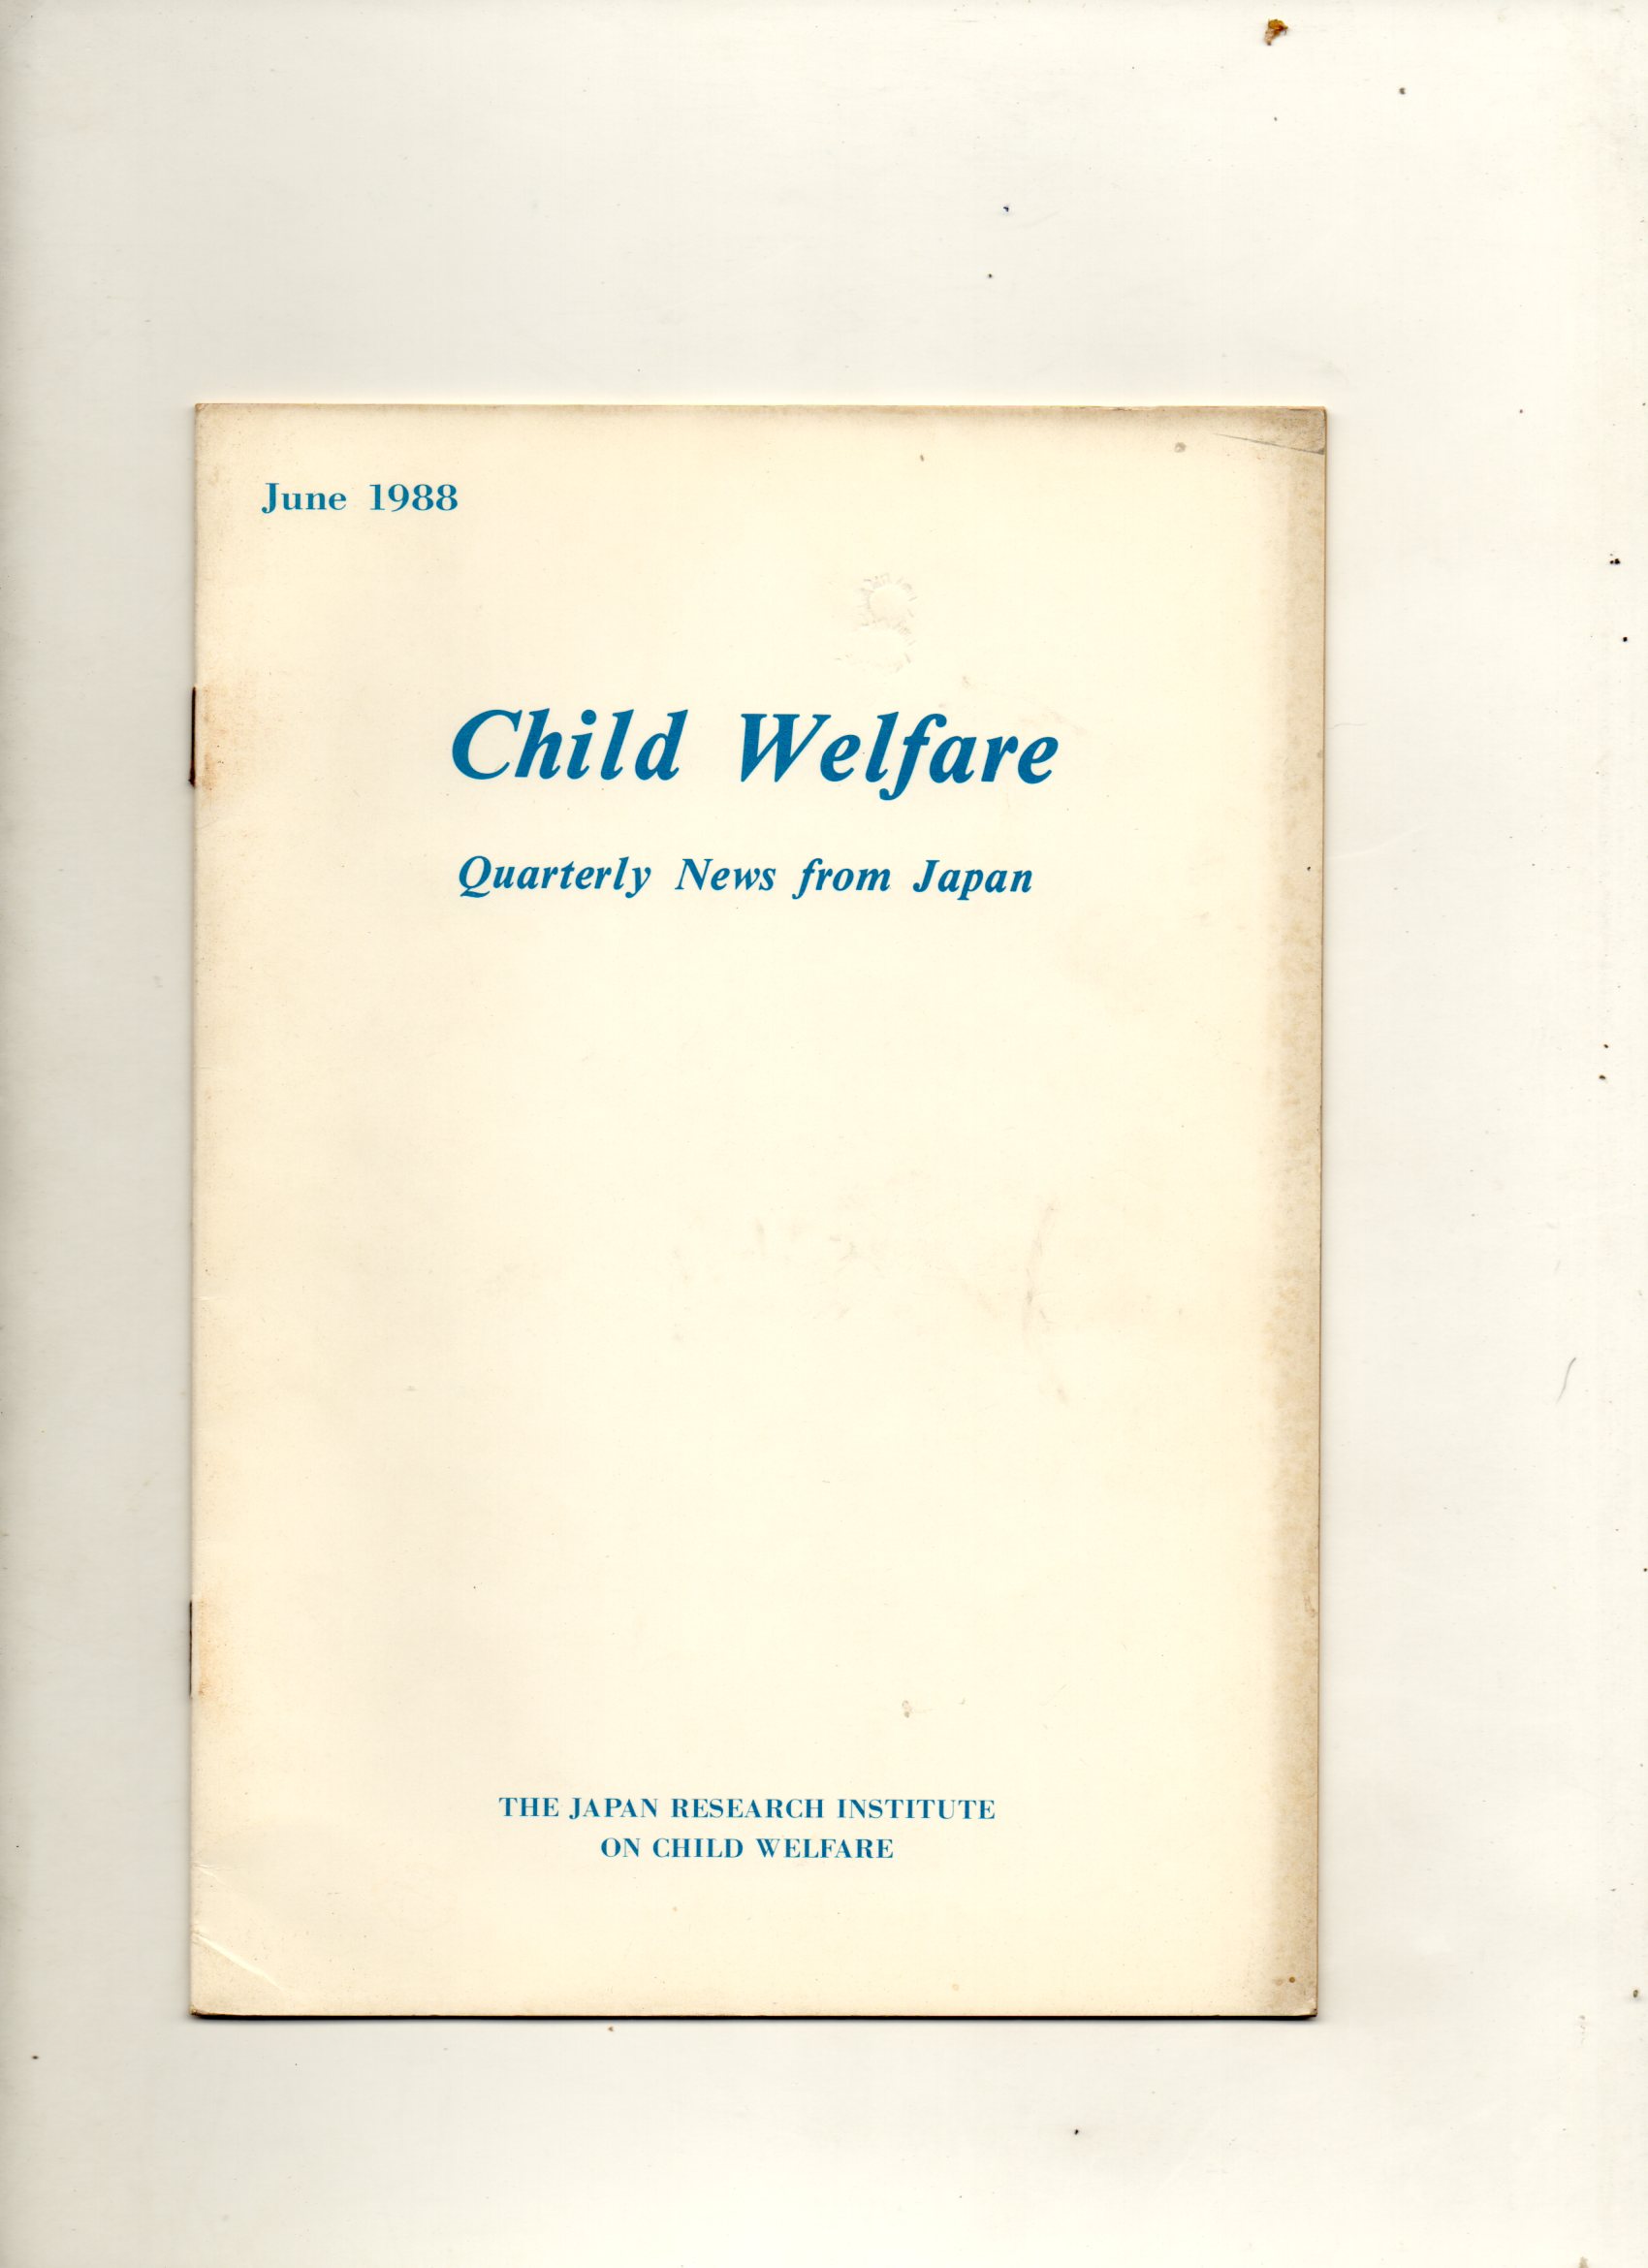 June 1988
Child Welfare
Quarterly News from Japan
THE JAPAN RESEARCH INSTITUTE
ON CHILD WELFARE